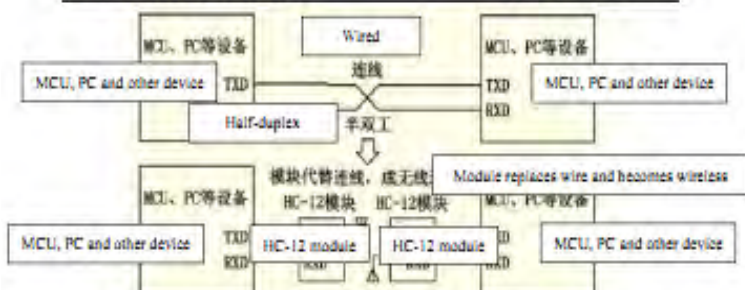 Wired
MCU、PC等设备
MCU、PC等设备
连线
MCU, PC and other device
TXD
TXD
MCU, PC and other device
RXD
Half-duplex
半双工
模块代替连线，成无线
Module replaces wire and becomes wireless
MCU、PC等设备
HC-12模块
HC-12模块
MCU、PC等设备
MCU, PC and other device
TXD
HC-12 module
HC-12 module
MCU, PC and other device
RXD
RXD
RXD
RXD